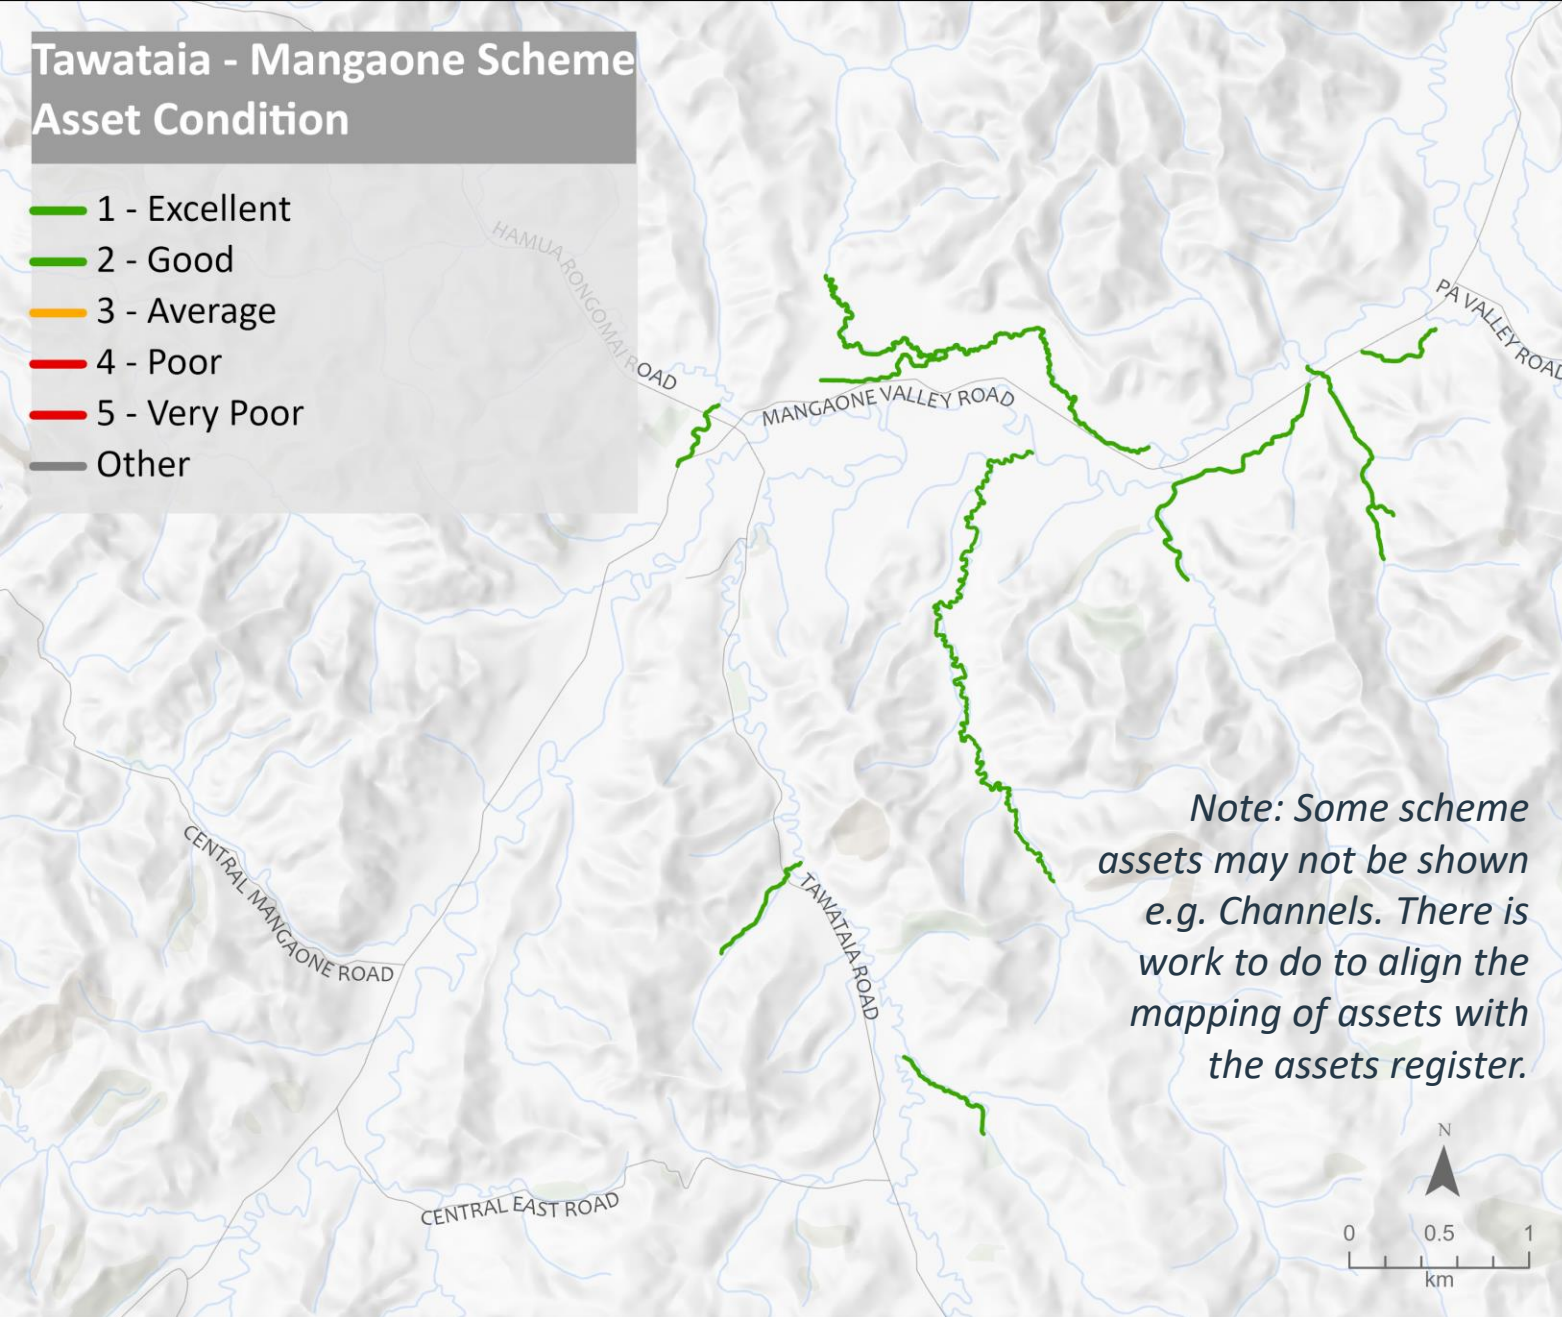 Tawataia - Mangaone Scheme
Asset Condition
1 - Excellent
2 - Good
3 - Average
4 - Poor
5 - Very Poor
Other
HAMUA RONGOMAI ROAD
MANGAONE VALLEY ROAD
PA VALLEY ROAD
CENTRAL MANGAONE ROAD
TAWATAIA ROAD
CENTRAL EAST ROAD
Note: Some scheme
assets may not be shown
e.g. Channels. There is
work to do to align the
mapping of assets with
the assets register.
N
0 0.5 1
km